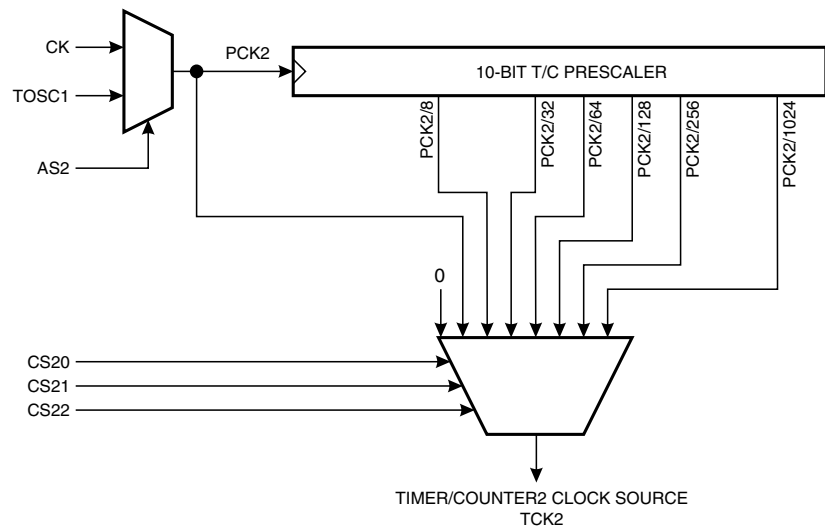 CK
PCK2
10-BIT T/C PRESCALER
TOSC1
AS2
PCK2/8
PCK2/32
PCK2/64
PCK2/128
PCK2/256
PCK2/1024
0
CS20
CS21
CS22
TIMER/COUNTER2 CLOCK SOURCE
TCK2